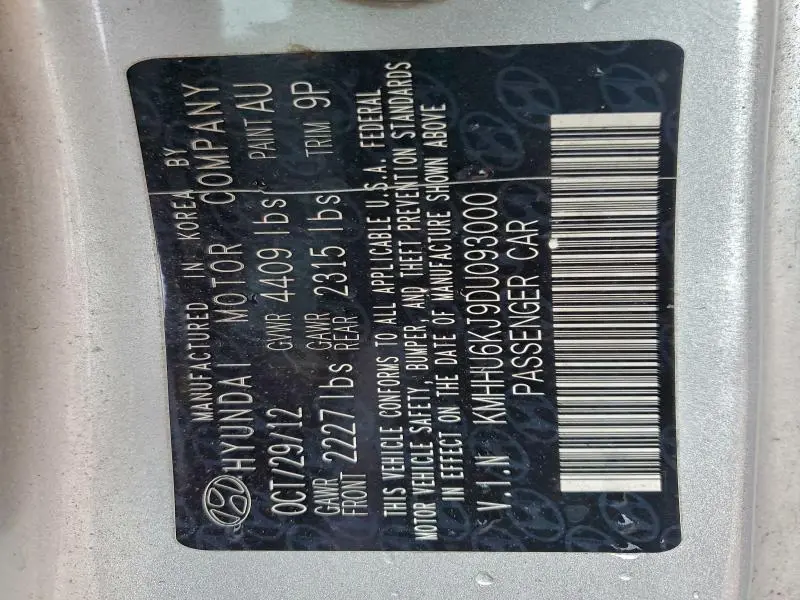 MANUFACTURED IN KOREA BY
HYUNDAI MOTOR COMPANY
OCT/29/12 GVWR 4409 lbs PAINT AU
GAWR FRONT 2227 lbs GAWR REAR 2315 lbs TRIM 9P
THIS VEHICLE CONFORMS TO ALL APPLICABLE U.S.A. FEDERAL
MOTOR VEHICLE SAFETY, BUMPER, AND THEFT PREVENTION STANDARDS
IN EFFECT ON THE DATE OF MANUFACTURE SHOWN ABOVE
V.I.N KMHHU6KJ9DU093000
PASSENGER CAR